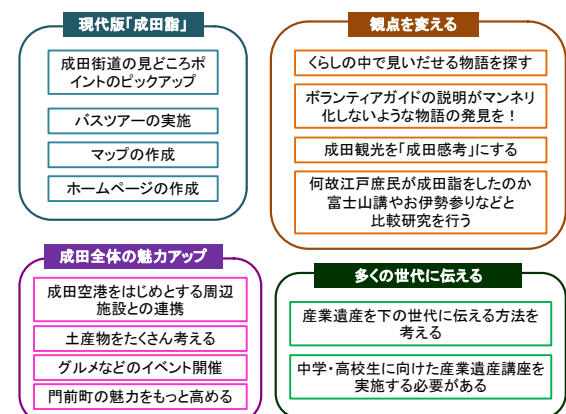 現代版「成田詣」
成田街道の見どころポ
イントのピックアップ
バスツアーの実施
マップの作成
ホームページの作成
観点を変える
くらしの中で見いだせる物語を探す
ボランティアガイドの説明がマンネリ
化しないような物語の発見を！
成田観光を「成田感考」にする
何故江戸庶民が成田詣をしたのか
富士山講やお伊勢参りなどと
比較研究を行う
成田全体の魅力アップ
成田空港をはじめとする周辺
施設との連携
土産物をたくさん考える
グルメなどのイベント開催
門前町の魅力をもっと高める
多くの世代に伝える
産業遺産を下の世代に伝える方法を
考える
中学・高校生に向けた産業遺産講座を
実施する必要がある